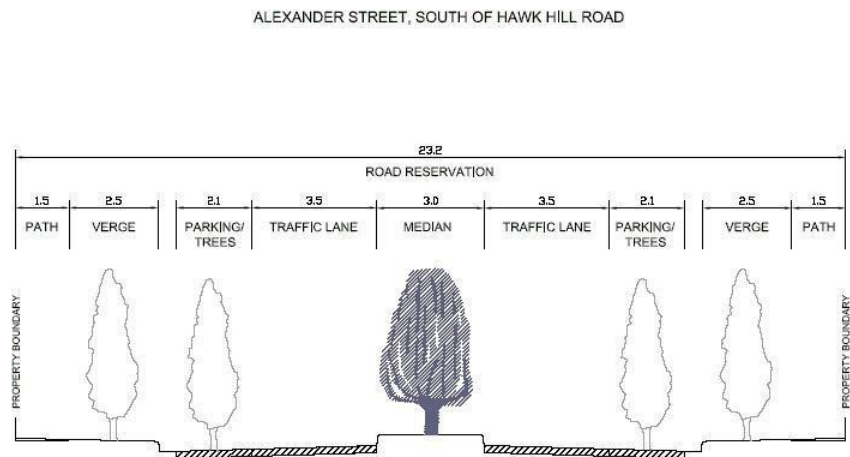 ALEXANDER STREET, SOUTH OF HAWK HILL ROAD
23.2
ROAD RESERVATION
1.5 2.5 2.1 3.5 3.0 3.5 2.1 2.5 1.5
PATH VERGE PARKING/ TRAFFIC LANE MEDIAN TRAFFIC LANE PARKING/ VERGE PATH
TREES TREES
PROPERTY BOUNDARY
PROPERTY BOUNDARY